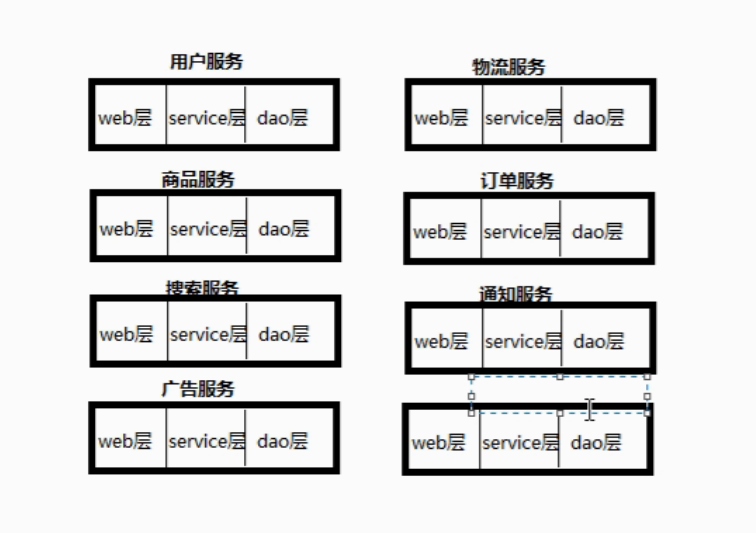 用户服务
web层 service层 dao层
物流服务
web层 service层 dao层
商品服务
web层 service层 dao层
订单服务
web层 service层 dao层
搜索服务
web层 service层 dao层
通知服务
web层 service层 dao层
广告服务
web层 service层 dao层
web层 service层 dao层